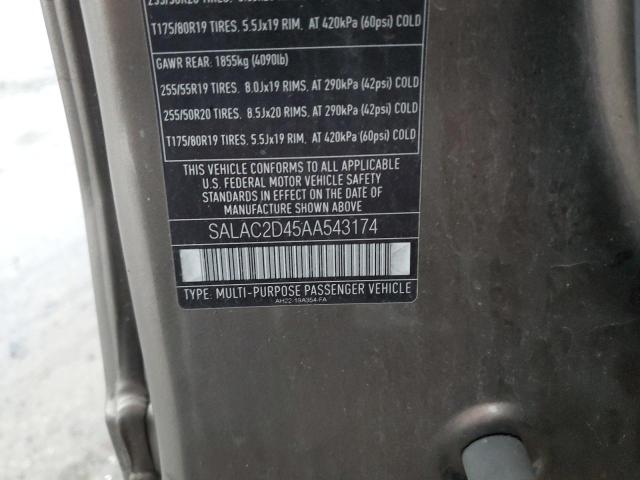 T175/80R19 TIRES, 5.5Jx19 RIM, AT 420kPa (60psi) COLD
GAWR REAR: 1855kg (4090lb)
255/55R19 TIRES, 8.0Jx19 RIMS, AT 290kPa (42psi) COLD
255/50R20 TIRES, 8.5Jx20 RIMS, AT 290kPa (42psi) COLD
T175/80R19 TIRES, 5.5Jx19 RIM, AT 420kPa (60psi) COLD
THIS VEHICLE CONFORMS TO ALL APPLICABLE
U.S. FEDERAL MOTOR VEHICLE SAFETY
STANDARDS IN EFFECT ON THE DATE OF
MANUFACTURE SHOWN ABOVE
SALAC2D45AA543174
TYPE: MULTI-PURPOSE PASSENGER VEHICLE
AH22-19A354-FA